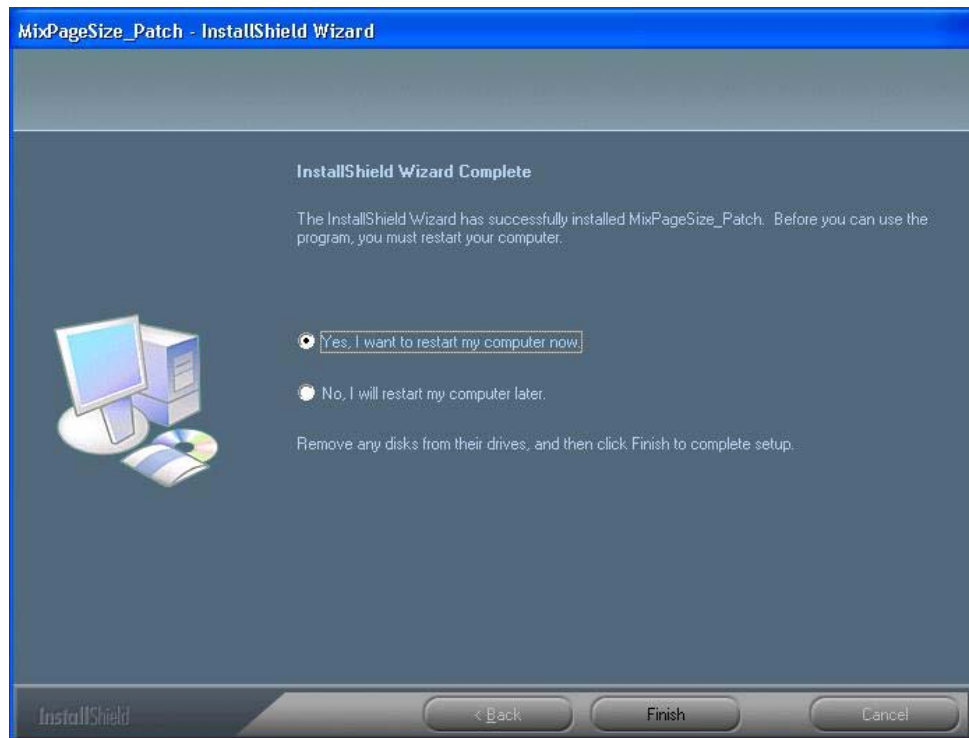 MixPageSize_Patch - InstallShield Wizard
InstallShield Wizard Complete
The InstallShield Wizard has successfully installed MixPageSize_Patch. Before you can use the
program, you must restart your computer.
Yes, I want to restart my computer now.
No, I will restart my computer later.
Remove any disks from their drives, and then click Finish to complete setup.
InstallShield
< Back
Finish
Cancel